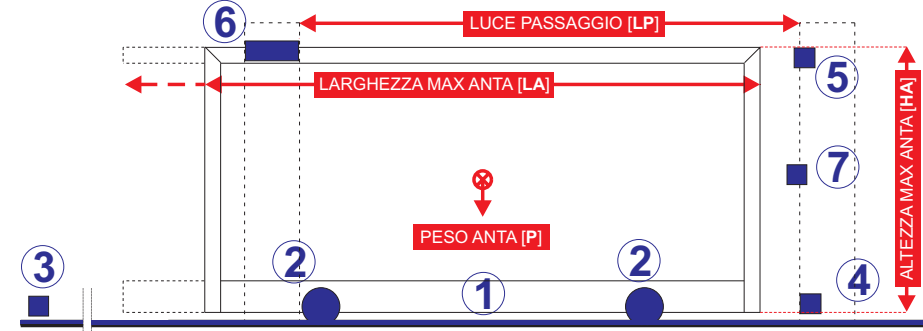 6
LUCE PASSAGGIO [LP]
5
LARGHEZZA MAX ANTA [LA]
7
ALTEZZA MAX ANTA [HA]
PESO ANTA [P]
3
2
1
2
4